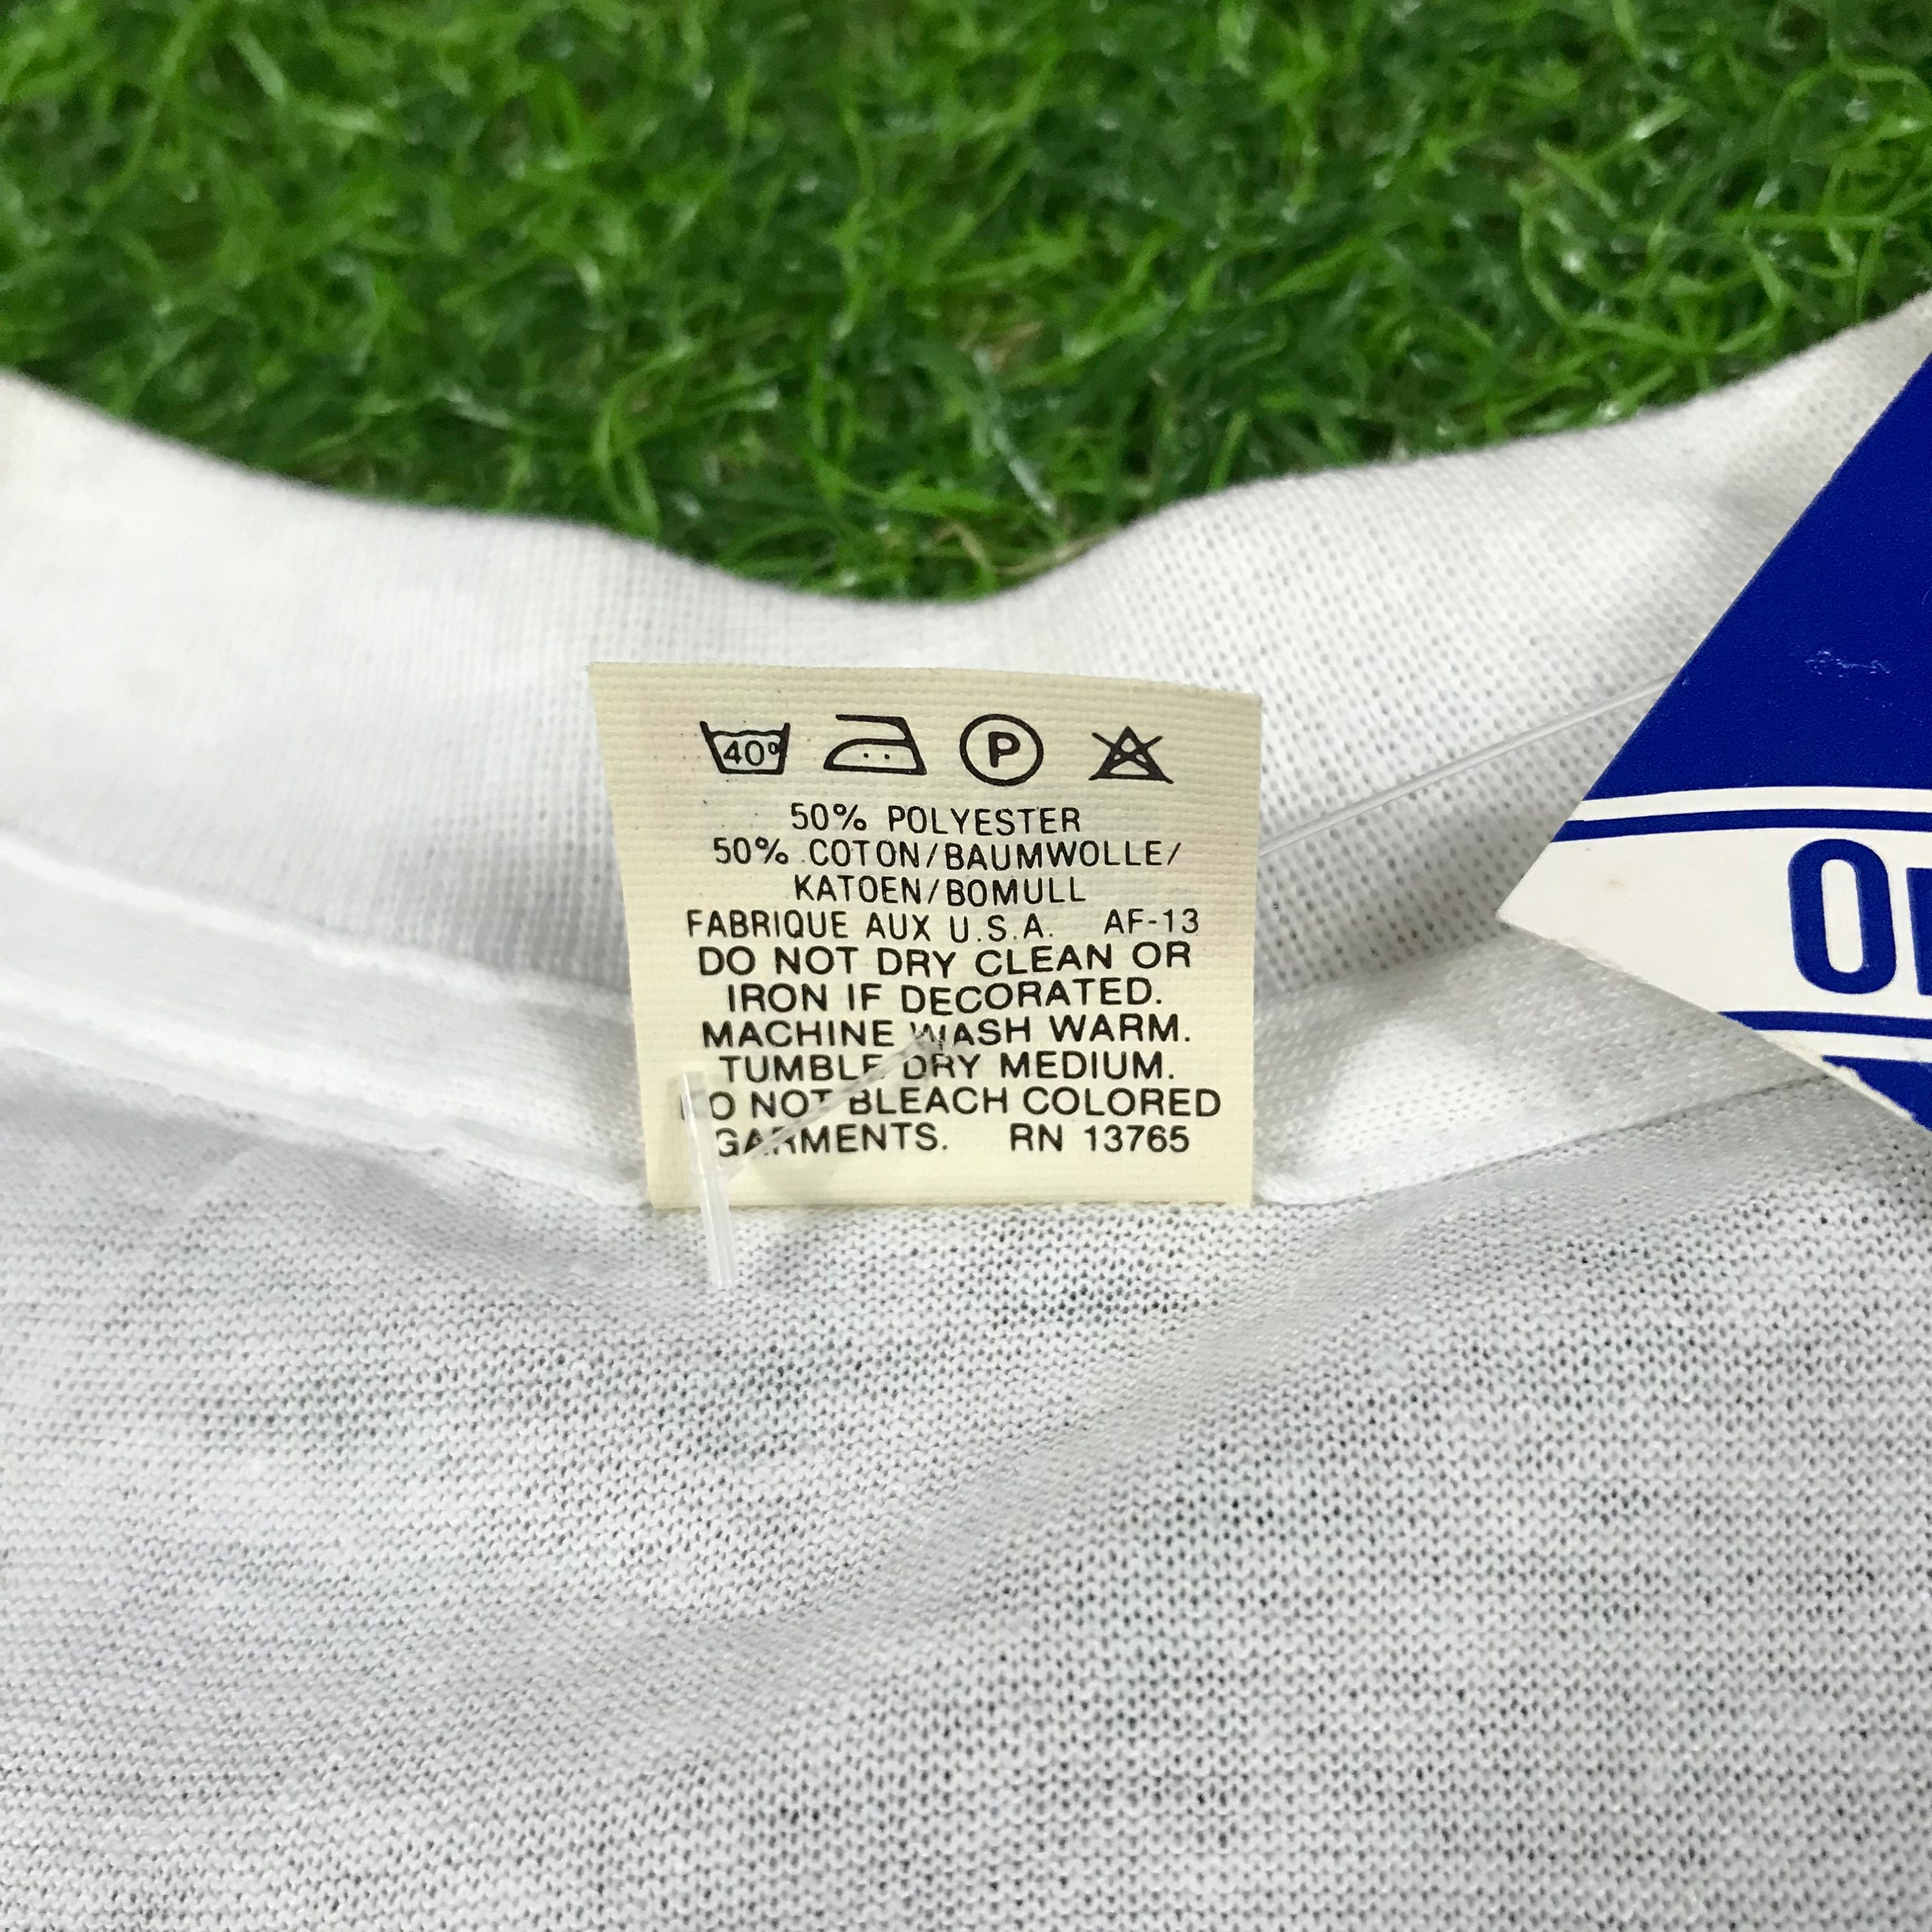 40°
P
50% POLYESTER
50% COTON/BAUMWOLLE/
KATOEN/BOMULL
FABRIQUE AUX U.S.A. AF-13
DO NOT DRY CLEAN OR
IRON IF DECORATED.
MACHINE WASH WARM.
TUMBLE DRY MEDIUM.
DO NOT BLEACH COLORED
GARMENTS. RN 13765